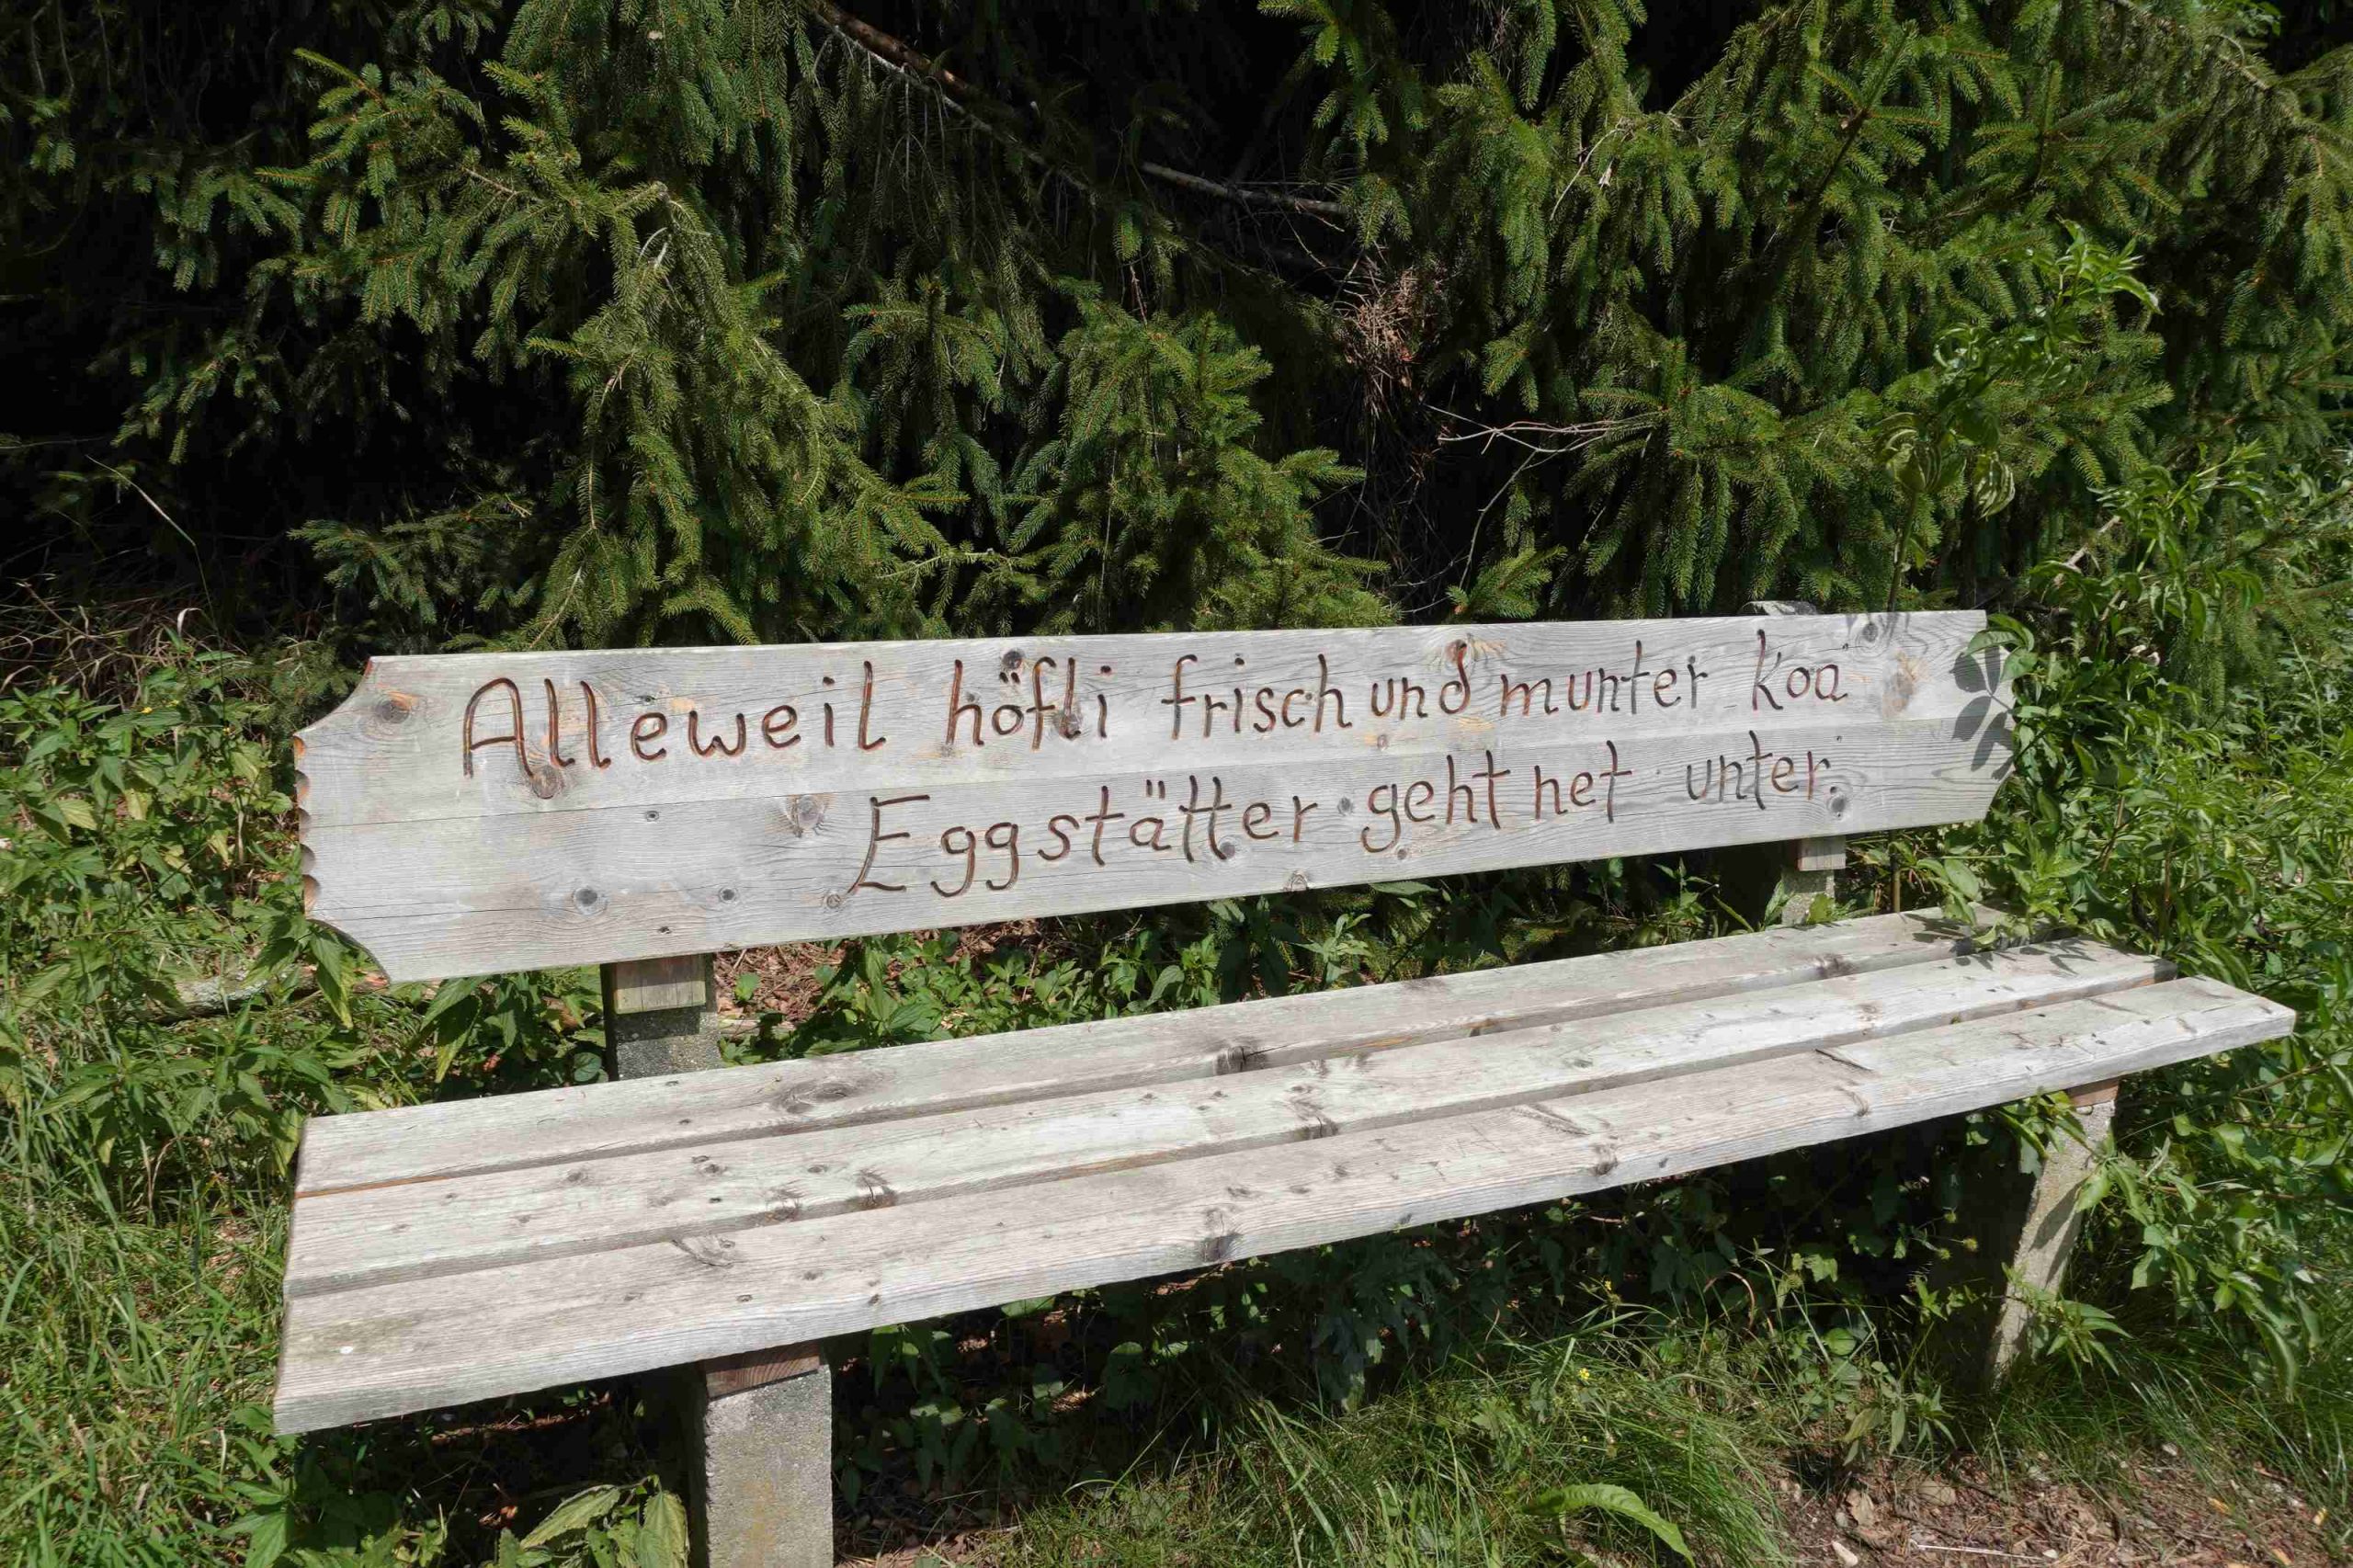 Alleweil höfli frisch und munter koa
Eggstätter geht net unter.